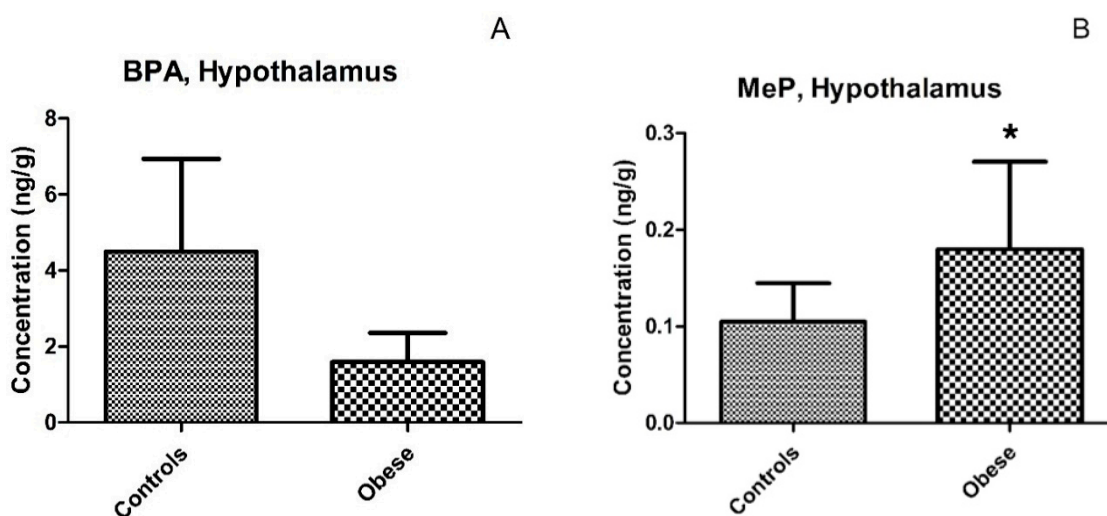 A
BPA, Hypothalamus
Concentration (ng/g)
8
6
4
2
0
Controls
Obese
B
MeP, Hypothalamus
Concentration (ng/g)
0.3
0.2
0.1
0.0
*
Controls
Obese